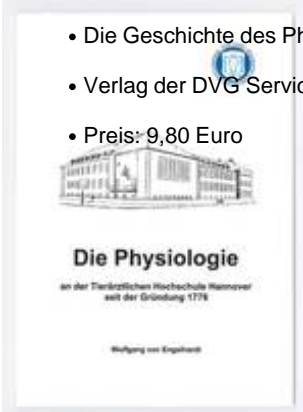 • Die Geschichte des Ph
• Verlag der DVG Servic
• Preis: 9,80 Euro
Die Physiologie
an der Tierärztlichen Hochschule Hannover
seit der Gründung 1778
Wolfgang von Engelhardt